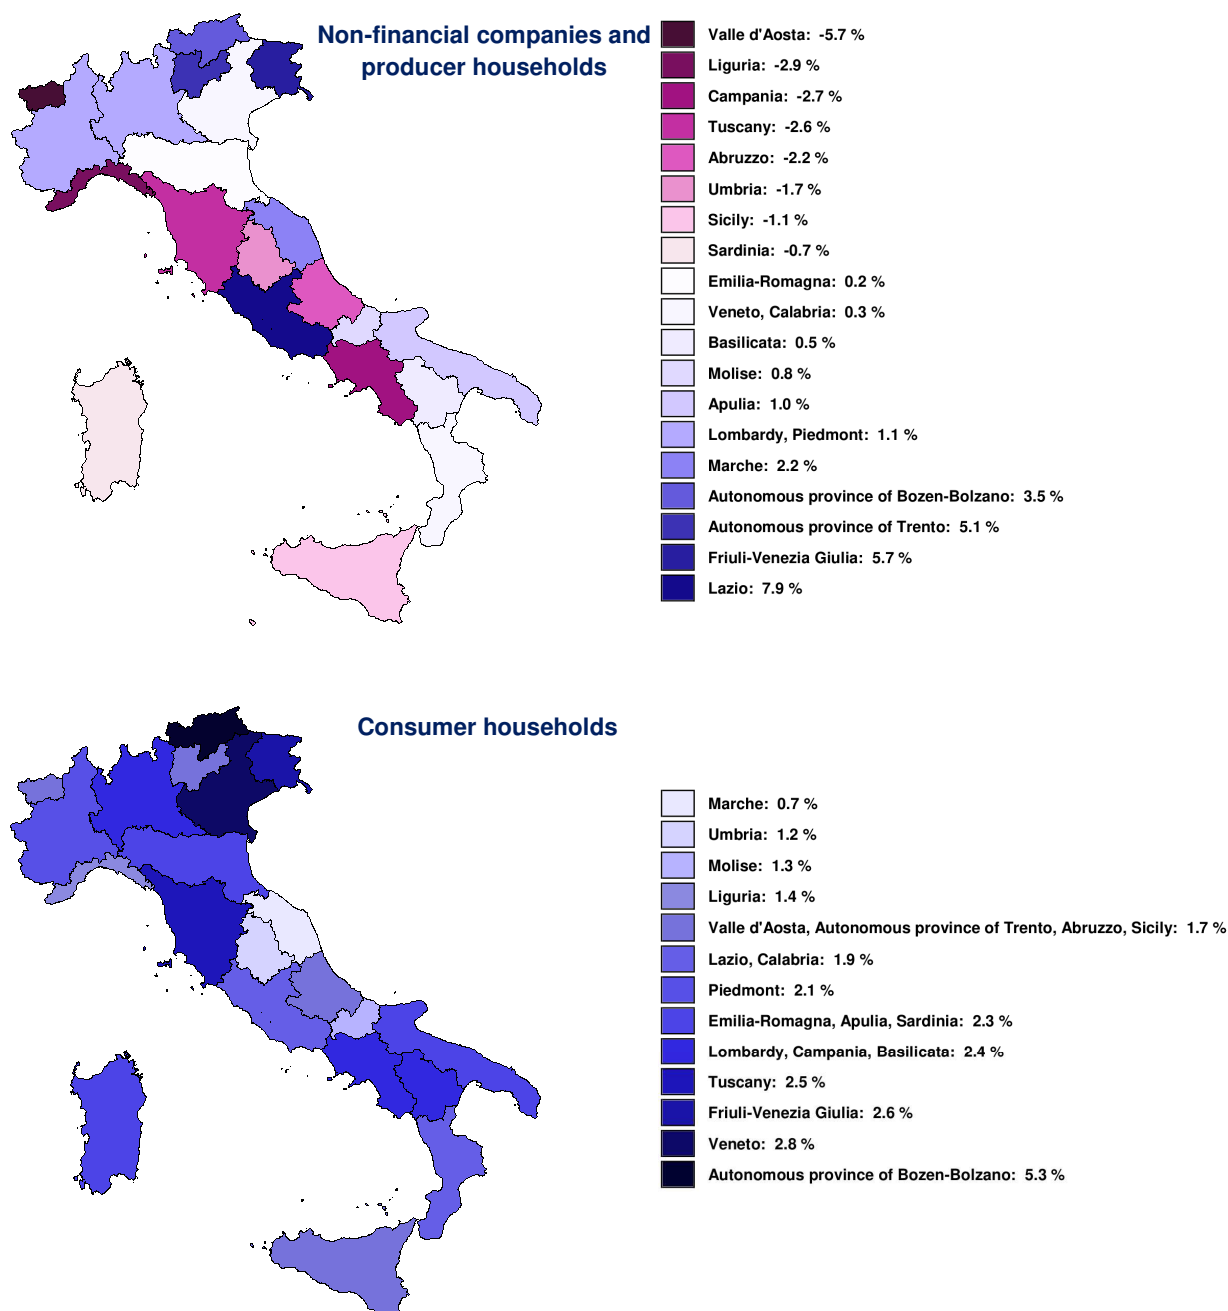 Non-financial companies and
producer households
Valle d'Aosta: -5.7 %
Liguria: -2.9 %
Campania: -2.7 %
Tuscany: -2.6 %
Abruzzo: -2.2 %
Umbria: -1.7 %
Sicily: -1.1 %
Sardinia: -0.7 %
Emilia-Romagna: 0.2 %
Veneto, Calabria: 0.3 %
Basilicata: 0.5 %
Molise: 0.8 %
Apulia: 1.0 %
Lombardy, Piedmont: 1.1 %
Marche: 2.2 %
Autonomous province of Bozen-Bolzano: 3.5 %
Autonomous province of Trento: 5.1 %
Friuli-Venezia Giulia: 5.7 %
Lazio: 7.9 %
Consumer households
Marche: 0.7 %
Umbria: 1.2 %
Molise: 1.3 %
Liguria: 1.4 %
Valle d'Aosta, Autonomous province of Trento, Abruzzo, Sicily: 1.7 %
Lazio, Calabria: 1.9 %
Piedmont: 2.1 %
Emilia-Romagna, Apulia, Sardinia: 2.3 %
Lombardy, Campania, Basilicata: 2.4 %
Tuscany: 2.5 %
Friuli-Venezia Giulia: 2.6 %
Veneto: 2.8 %
Autonomous province of Bozen-Bolzano: 5.3 %